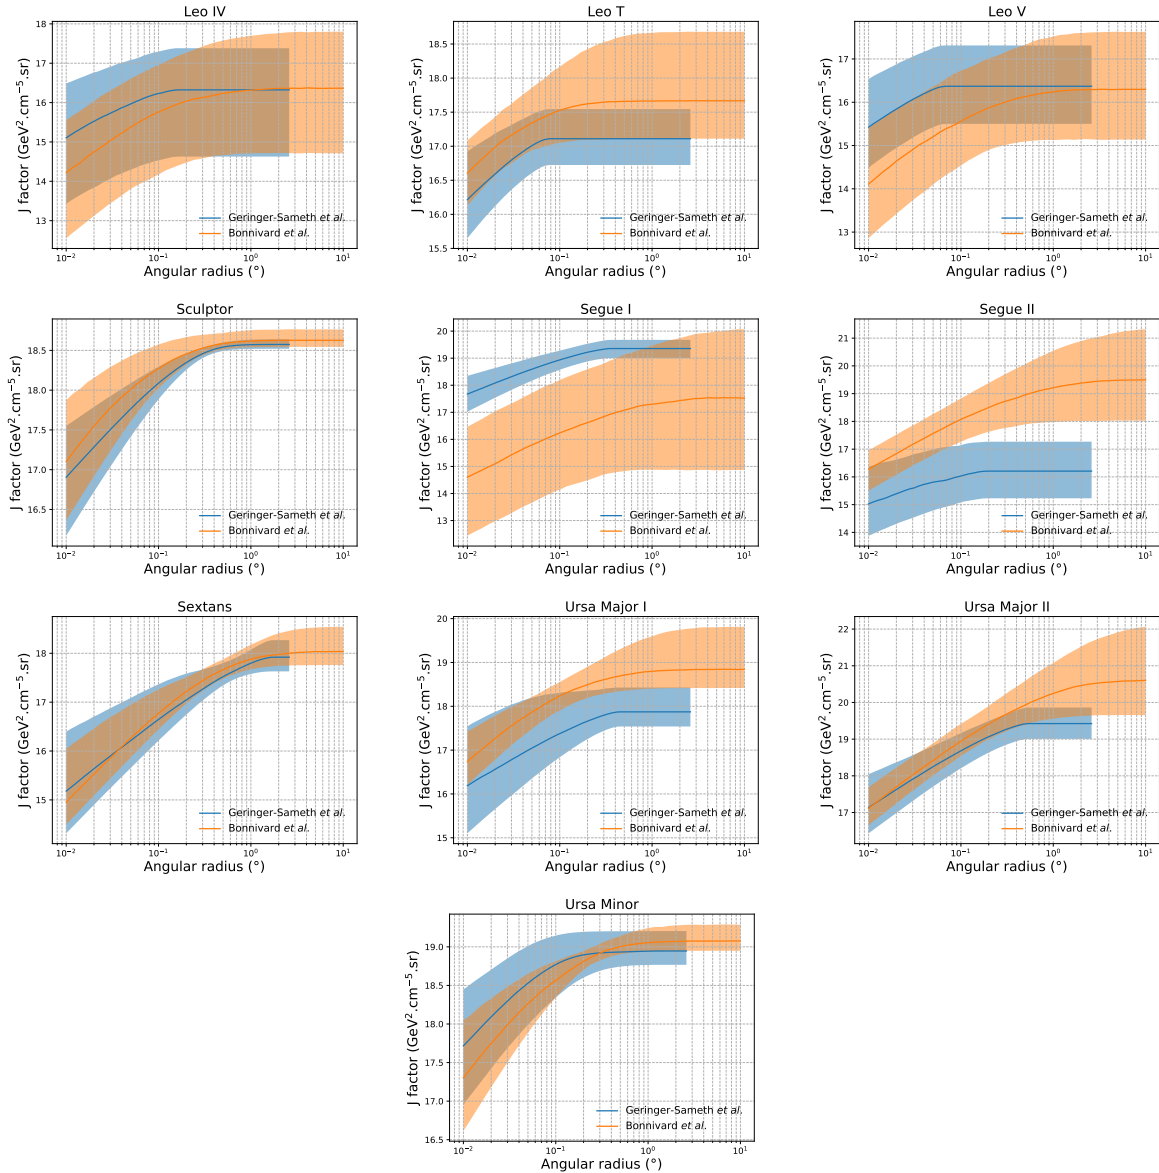 Leo IV
J factor (GeV².cm⁻⁵.sr)
18
17
16
15
14
13
Geringer-Sameth et al.
Bonnivard et al.
10⁻² 10⁻¹ 10⁰ 10¹
Angular radius (°)
Leo T
J factor (GeV².cm⁻⁵.sr)
18.5
18.0
17.5
17.0
16.5
16.0
15.5
Geringer-Sameth et al.
Bonnivard et al.
10⁻² 10⁻¹ 10⁰ 10¹
Angular radius (°)
Leo V
J factor (GeV².cm⁻⁵.sr)
17
16
15
14
13
Geringer-Sameth et al.
Bonnivard et al.
10⁻² 10⁻¹ 10⁰ 10¹
Angular radius (°)
Sculptor
J factor (GeV².cm⁻⁵.sr)
18.5
18.0
17.5
17.0
16.5
Geringer-Sameth et al.
Bonnivard et al.
10⁻² 10⁻¹ 10⁰ 10¹
Angular radius (°)
Segue I
J factor (GeV².cm⁻⁵.sr)
20
19
18
17
16
15
14
13
Geringer-Sameth et al.
Bonnivard et al.
10⁻² 10⁻¹ 10⁰ 10¹
Angular radius (°)
Segue II
J factor (GeV².cm⁻⁵.sr)
21
20
19
18
17
16
15
14
Geringer-Sameth et al.
Bonnivard et al.
10⁻² 10⁻¹ 10⁰ 10¹
Angular radius (°)
Sextans
J factor (GeV².cm⁻⁵.sr)
18
17
16
15
Geringer-Sameth et al.
Bonnivard et al.
10⁻² 10⁻¹ 10⁰ 10¹
Angular radius (°)
Ursa Major I
J factor (GeV².cm⁻⁵.sr)
20
19
18
17
16
15
Geringer-Sameth et al.
Bonnivard et al.
10⁻² 10⁻¹ 10⁰ 10¹
Angular radius (°)
Ursa Major II
J factor (GeV².cm⁻⁵.sr)
22
21
20
19
18
17
Geringer-Sameth et al.
Bonnivard et al.
10⁻² 10⁻¹ 10⁰ 10¹
Angular radius (°)
Ursa Minor
J factor (GeV².cm⁻⁵.sr)
19.0
18.5
18.0
17.5
17.0
16.5
Geringer-Sameth et al.
Bonnivard et al.
10⁻² 10⁻¹ 10⁰ 10¹
Angular radius (°)